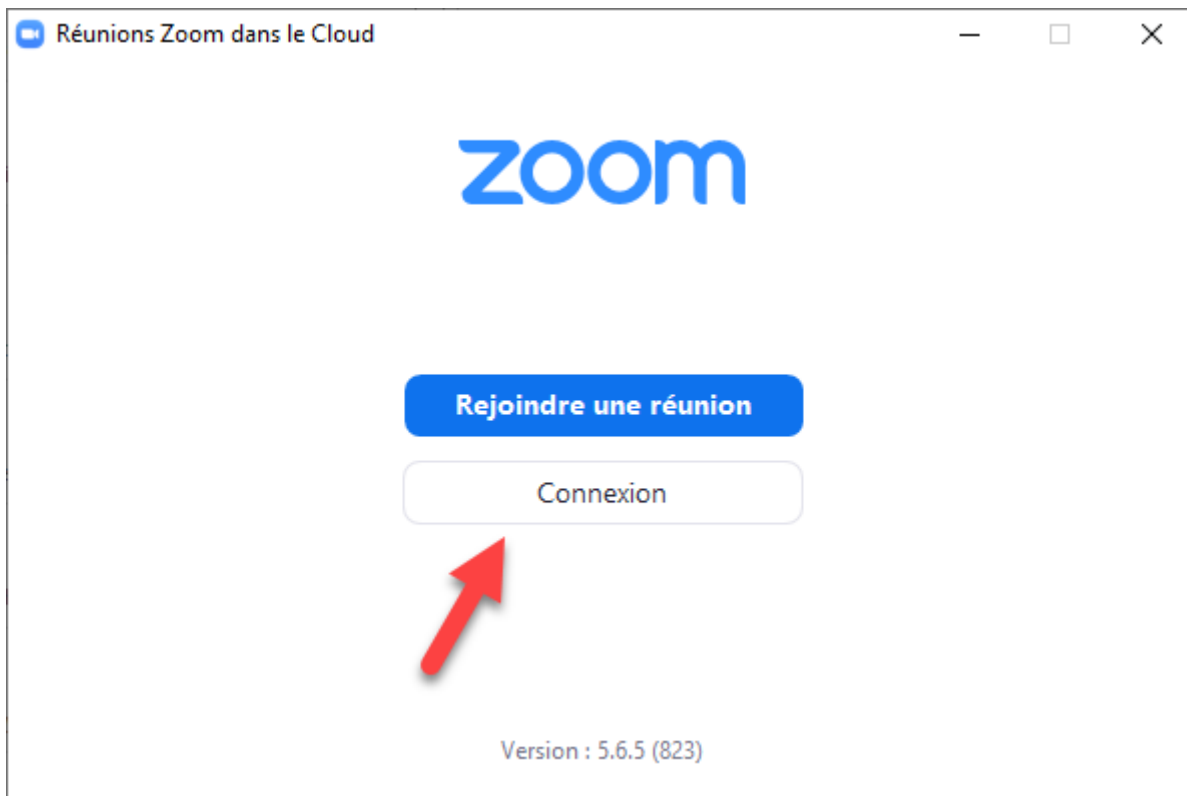 Réunions Zoom dans le Cloud
zoom
Rejoindre une réunion
Connexion
Version : 5.6.5 (823)